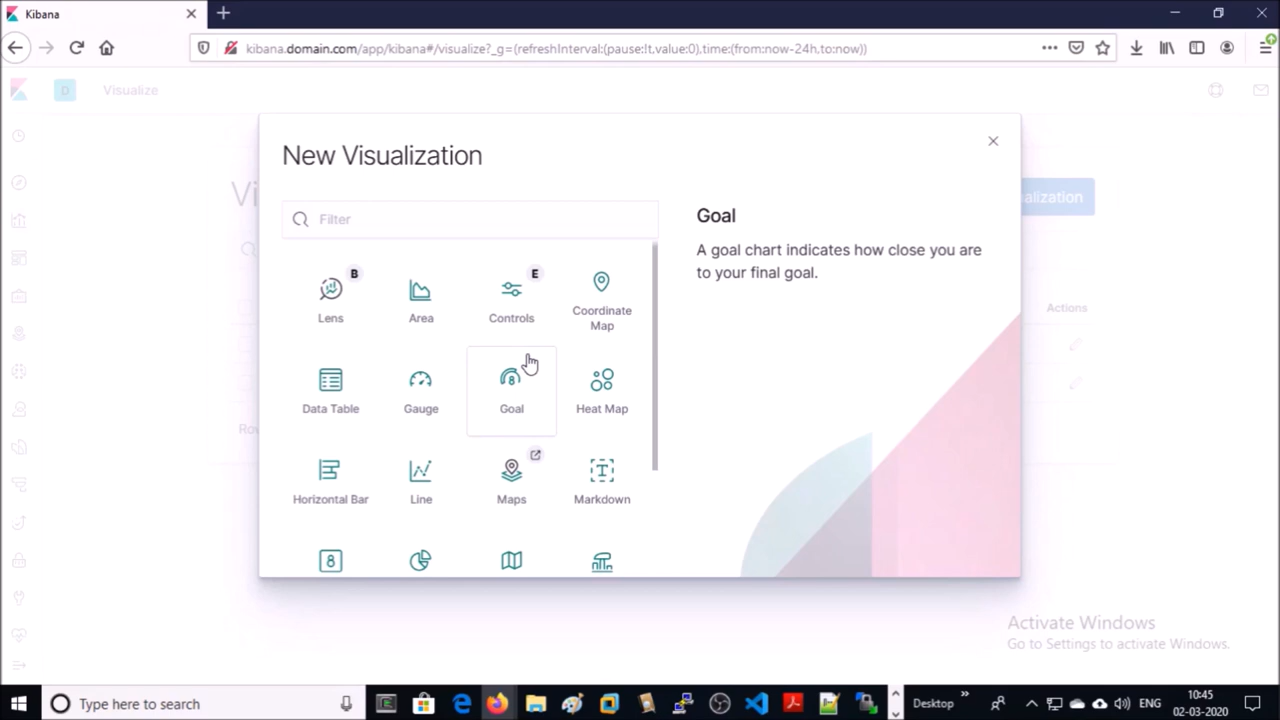 Kibana
kibana.domain.com/app/kibana#/visualize?_g=(refreshInterval:(pause:!t,value:0),time:(from:now-24h,to:now))
D
Visualize
New Visualization
alization
Filter
Goal
A goal chart indicates how close you are
to your final goal.
B
E
Lens
Area
Controls
Coordinate
Map
Actions
8
Data Table
Gauge
Goal
Heat Map
T
Horizontal Bar
Line
Maps
Markdown
8
Activate Windows
Go to Settings to activate Windows.
Type here to search
Desktop
ENG
10:45
02-03-2020